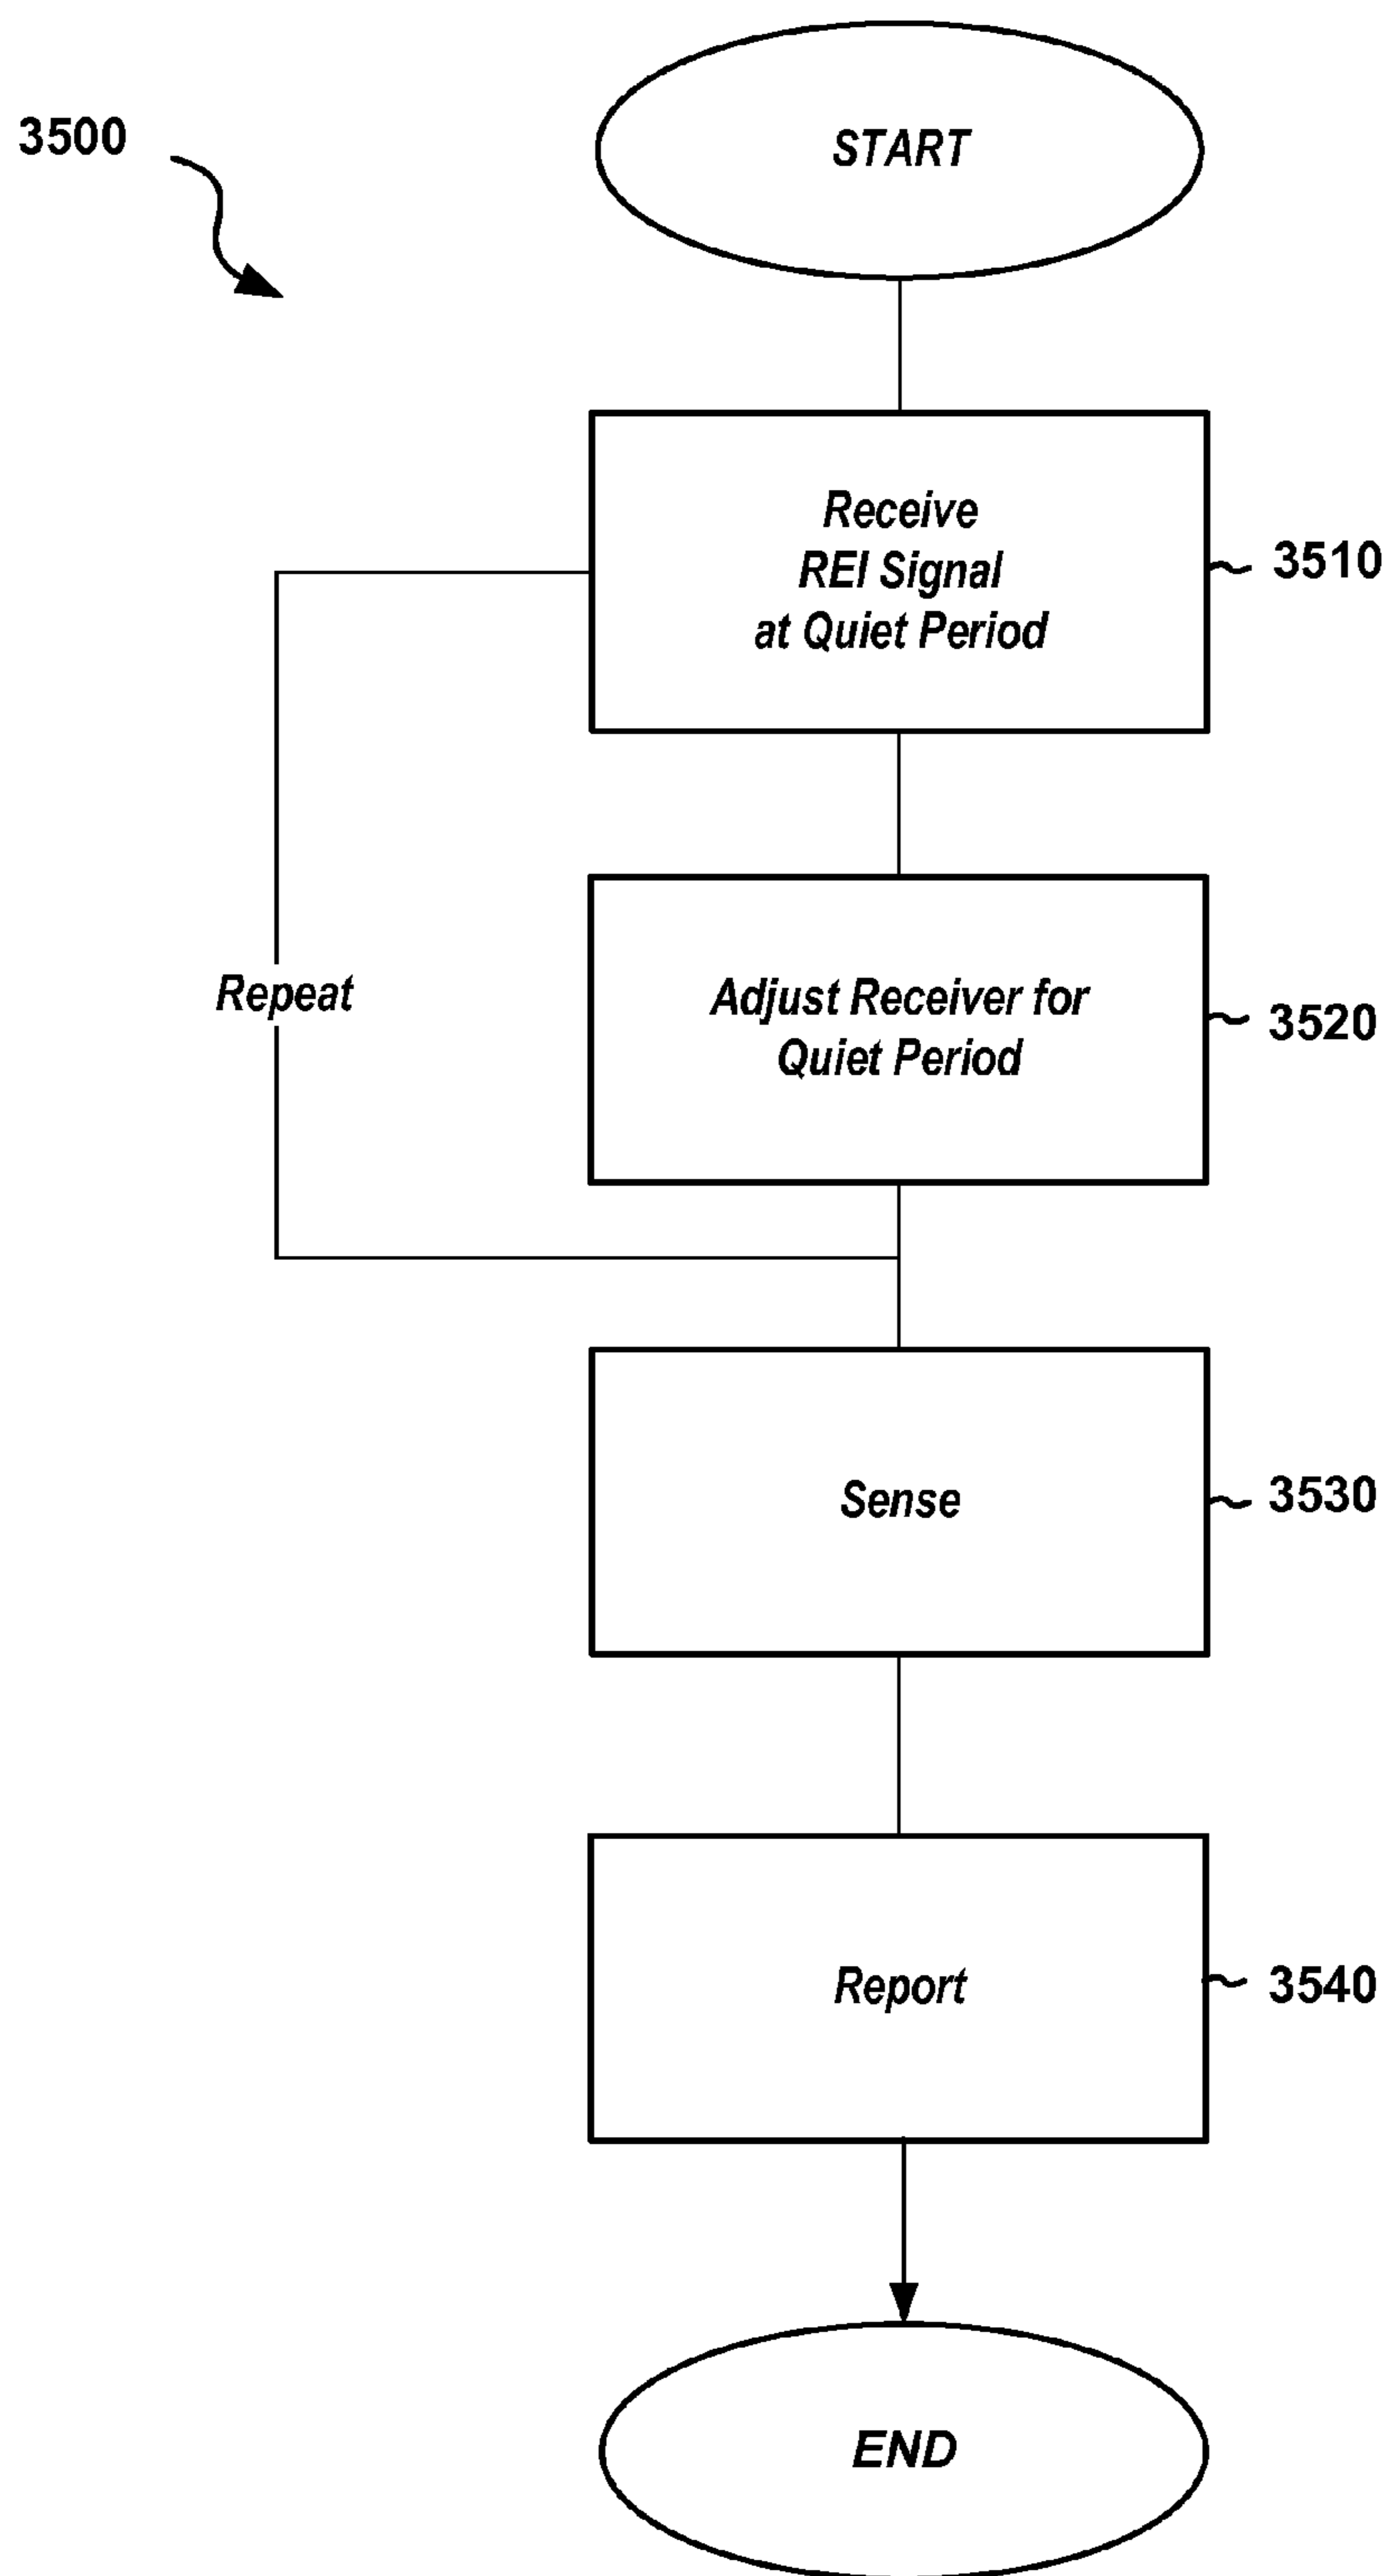 3500
START
Receive
REI Signal
at Quiet Period
3510
Repeat
Adjust Receiver for
Quiet Period
3520
Sense
3530
Report
3540
END